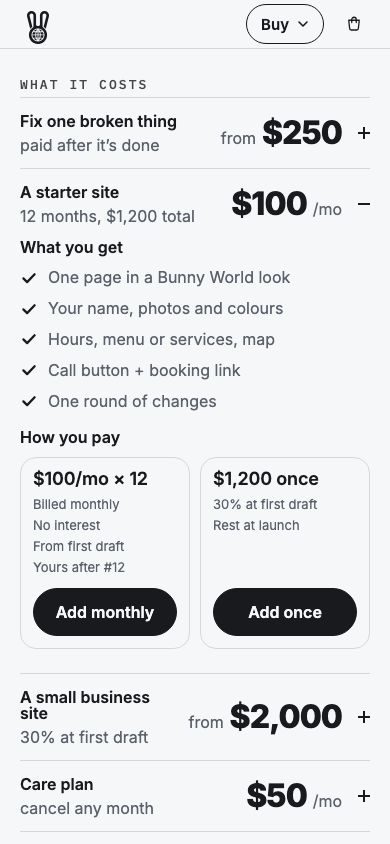 Buy
WHAT IT COSTS
Fix one broken thing
paid after it's done
from $250 +
A starter site
12 months, $1,200 total
$100 /mo −
What you get
One page in a Bunny World look
Your name, photos and colours
Hours, menu or services, map
Call button + booking link
One round of changes
How you pay
$100/mo × 12
Billed monthly
No interest
From first draft
Yours after #12
Add monthly
$1,200 once
30% at first draft
Rest at launch
Add once
A small business
site
30% at first draft
from $2,000 +
Care plan
cancel any month
$50 /mo +